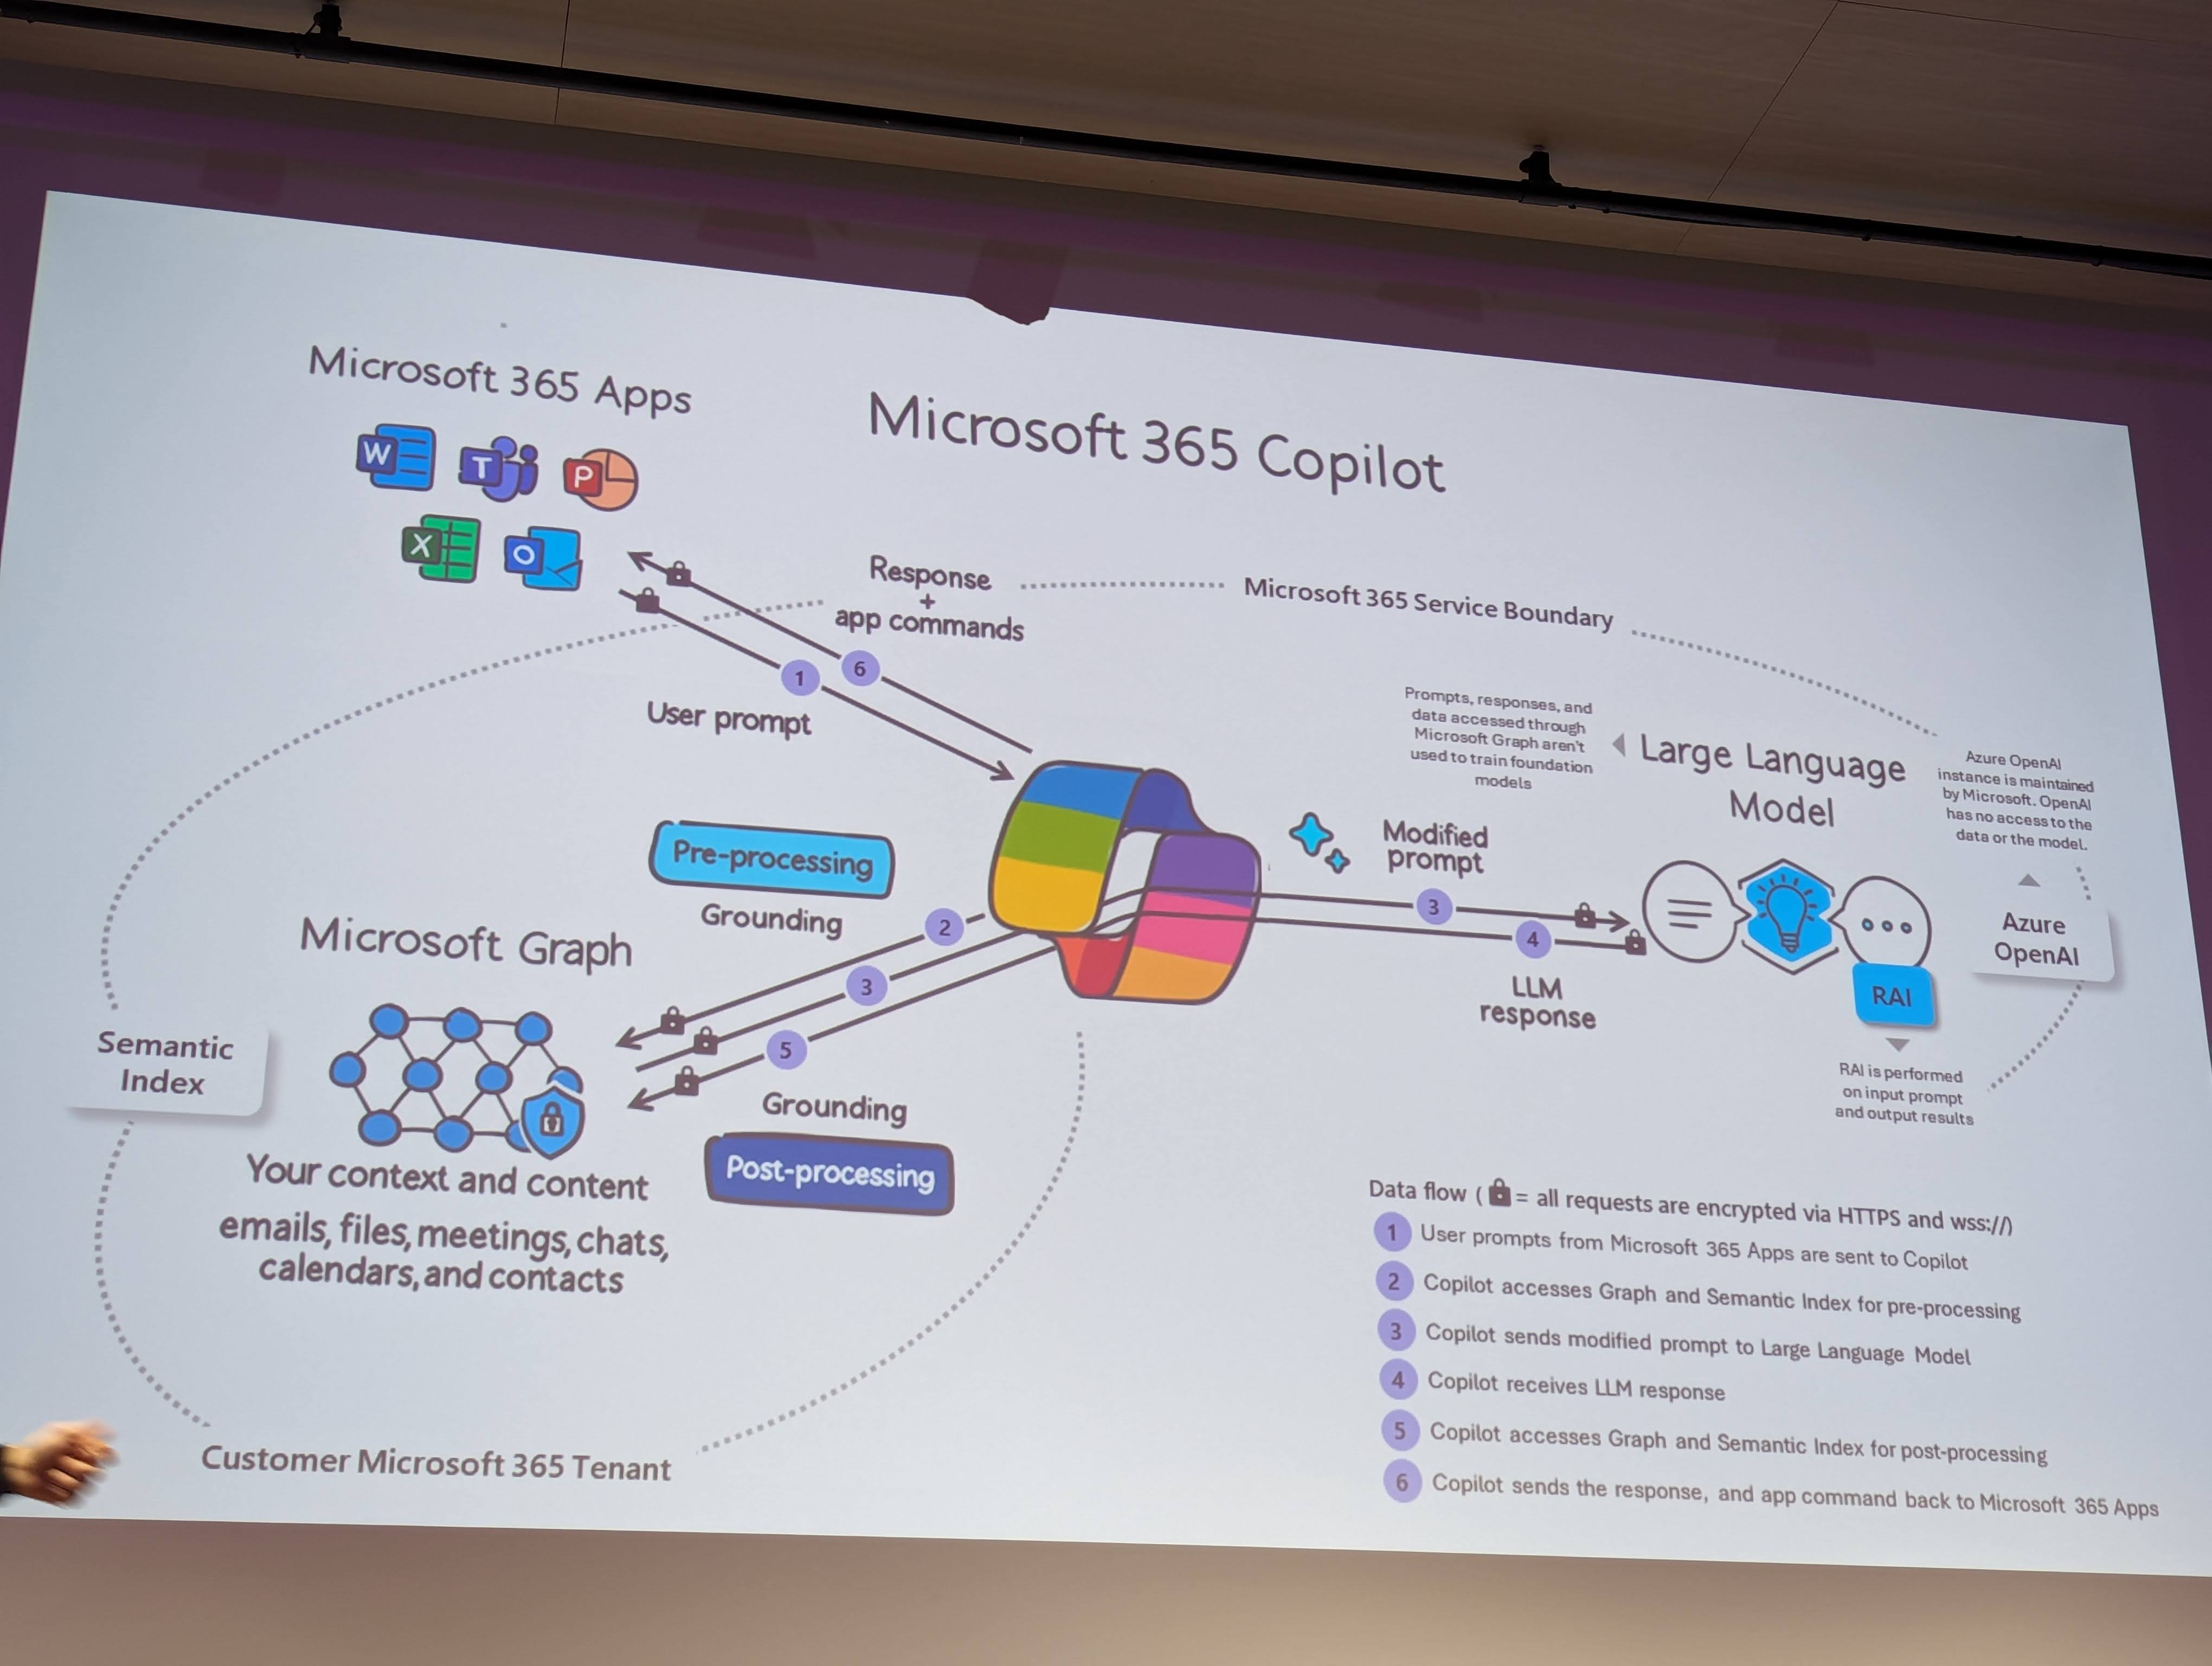 Microsoft 365 Apps
Microsoft 365 Copilot
W
T
P
X
O
Response
+
app commands
Microsoft 365 Service Boundary
1
6
User prompt
Prompts, responses, and
data accessed through
Microsoft Graph aren't
used to train foundation
models
Large Language
Model
Azure OpenAI
instance is maintained
by Microsoft. OpenAI
has no access to the
data or the model.
Pre-processing
Grounding
Modified
prompt
2
3
3
4
5
LLM
response
Azure
OpenAI
RAI
RAI is performed
on input prompt
and output results
Microsoft Graph
Semantic
Index
Grounding
Post-processing
Your context and content
emails, files, meetings, chats,
calendars, and contacts
Customer Microsoft 365 Tenant
Data flow ( = all requests are encrypted via HTTPS and wss://)
1 User prompts from Microsoft 365 Apps are sent to Copilot
2 Copilot accesses Graph and Semantic Index for pre-processing
3 Copilot sends modified prompt to Large Language Model
4 Copilot receives LLM response
5 Copilot accesses Graph and Semantic Index for post-processing
6 Copilot sends the response, and app command back to Microsoft 365 Apps